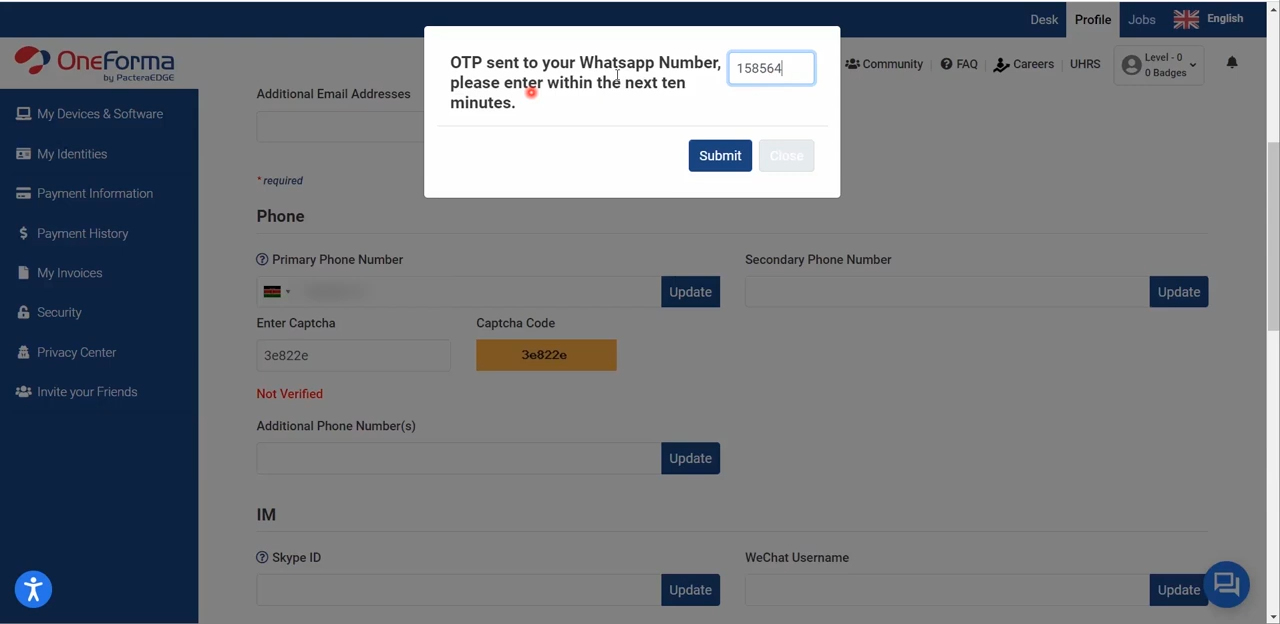 Desk Profile Jobs English
OneForma
by PacteraEDGE
Community FAQ Careers UHRS Level - 0
0 Badges
OTP sent to your Whatsapp Number,
please enter within the next ten
minutes.
158564
Submit Close
My Devices & Software
My Identities
Payment Information
Payment History
My Invoices
Security
Privacy Center
Invite your Friends
Additional Email Addresses
* required
Phone
Primary Phone Number Secondary Phone Number
Update Update
Enter Captcha Captcha Code
3e822e 3e822e
Not Verified
Additional Phone Number(s)
Update
IM
Skype ID WeChat Username
Update Update